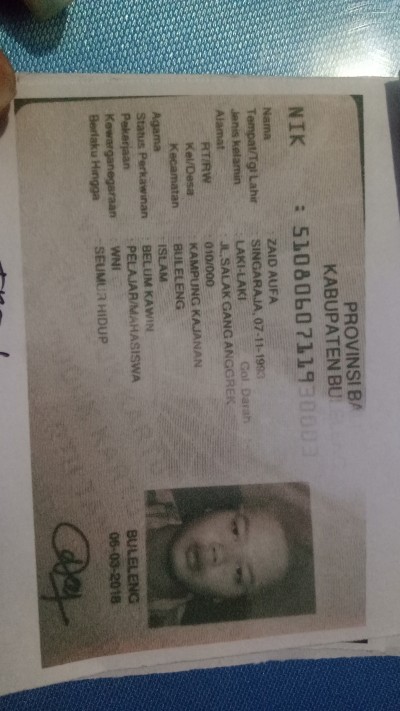 PROVINSI BA
KABUPATEN BU
NIK : 5108060711930003
Nama : ZAID AUFA
Tempat/Tgl Lahir : SINGARAJA, 07-11-1993
Jenis kelamin : LAKI-LAKI Gol. Darah
Alamat : JL.SALAK GANG ANGGREK
RT/RW : 010/000
Kel/Desa : KAMPUNG KAJANAN
Kecamatan : BULELENG
Agama : ISLAM
Status Perkawinan : BELUM KAWIN
Pekerjaan : PELAJAR/MAHASISWA
Kewarganegaraan : WNI
Berlaku Hingga : SEUMUR HIDUP
BULELENG
06-03-2018